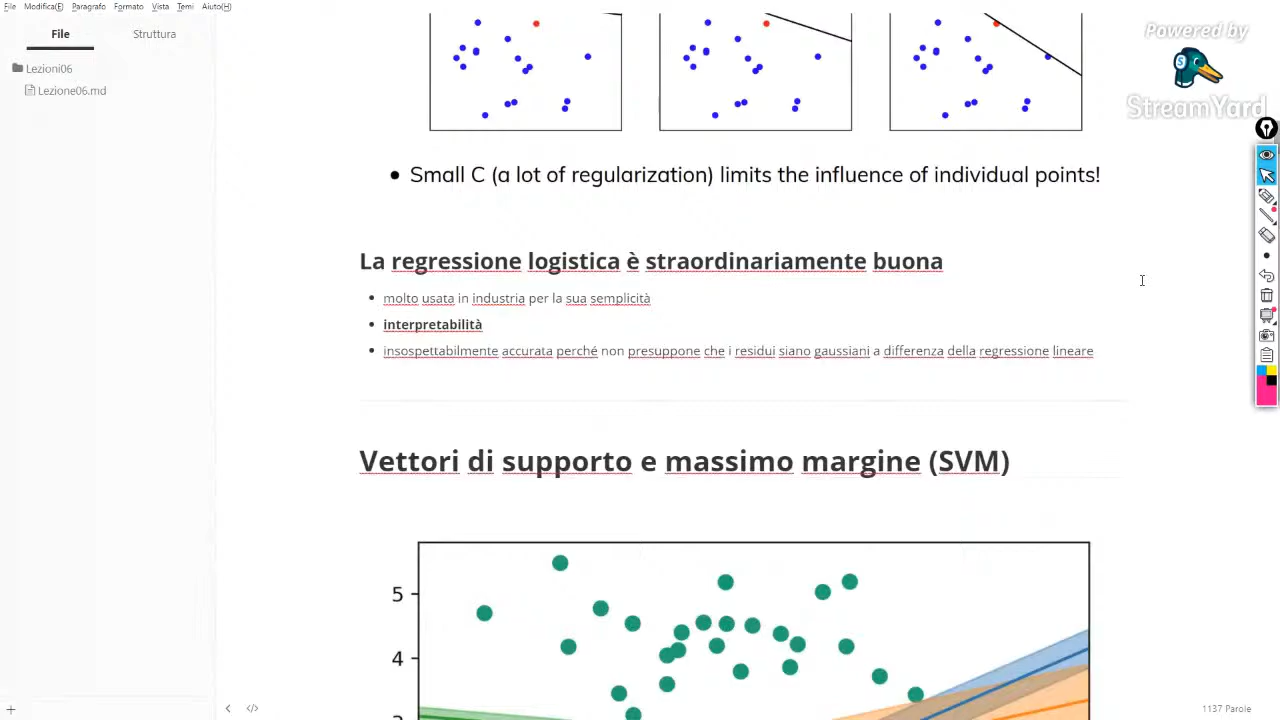 File Modifica(E) Paragrafo Formato Vista Temi Aiuto(H)
Powered by
StreamYard
File Struttura
Lezioni06
Lezione06.md
Small C (a lot of regularization) limits the influence of individual points!
La regressione logistica è straordinariamente buona
molto usata in industria per la sua semplicità
interpretabilità
insospettabilmente accurata perché non presuppone che i residui siano gaussiani a differenza della regressione lineare
Vettori di supporto e massimo margine (SVM)
5
4
1137 Parole